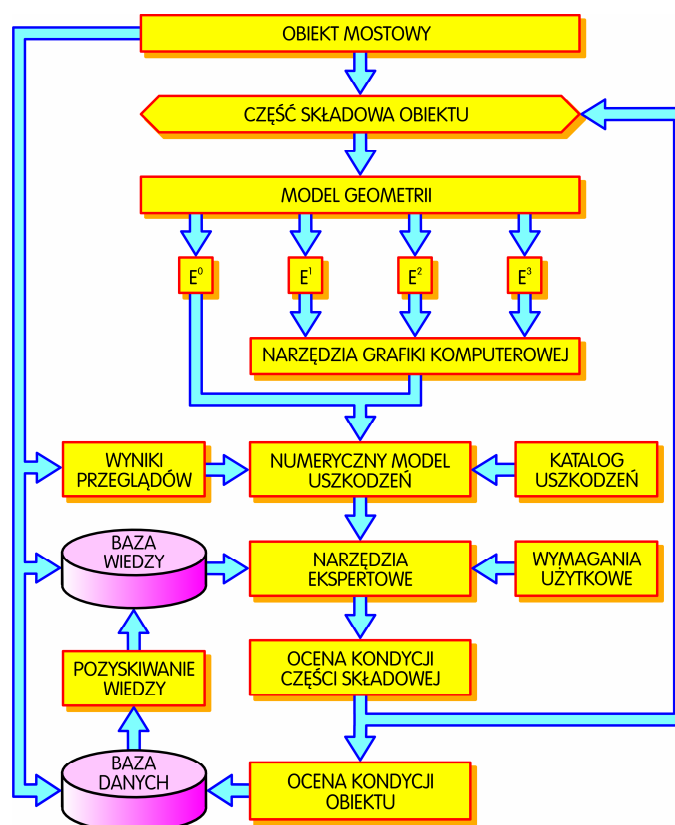 OBIEKT MOSTOWY
CZĘŚĆ SKŁADOWA OBIEKTU
MODEL GEOMETRII
E⁰
E¹
E²
E³
NARZĘDZIA GRAFIKI KOMPUTEROWEJ
WYNIKI
PRZEGLĄDÓW
NUMERYCZNY MODEL
USZKODZEŃ
KATALOG
USZKODZEŃ
BAZA
WIEDZY
NARZĘDZIA
EKSPERTOWE
WYMAGANIA
UŻYTKOWE
POZYSKIWANIE
WIEDZY
OCENA KONDYCJI
CZĘŚCI SKŁADOWEJ
BAZA
DANYCH
OCENA KONDYCJI
OBIEKTU